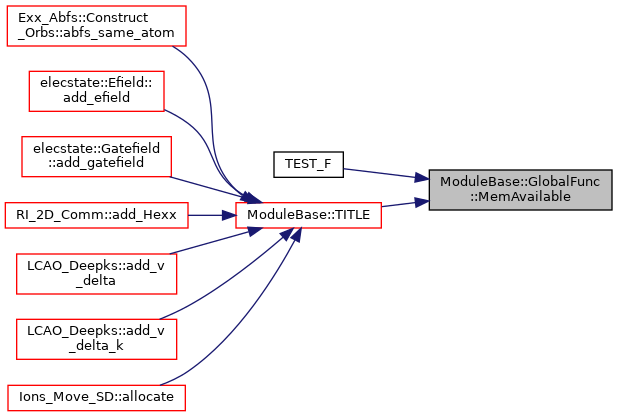 Exx_Abfs::Construct
_Orbs::abfs_same_atom
elecstate::Efield::
add_efield
elecstate::Gatefield
::add_gatefield
RI_2D_Comm::add_Hexx
LCAO_Deepks::add_v
_delta
LCAO_Deepks::add_v
_delta_k
Ions_Move_SD::allocate
TEST_F
ModuleBase::TITLE
ModuleBase::GlobalFunc
::MemAvailable